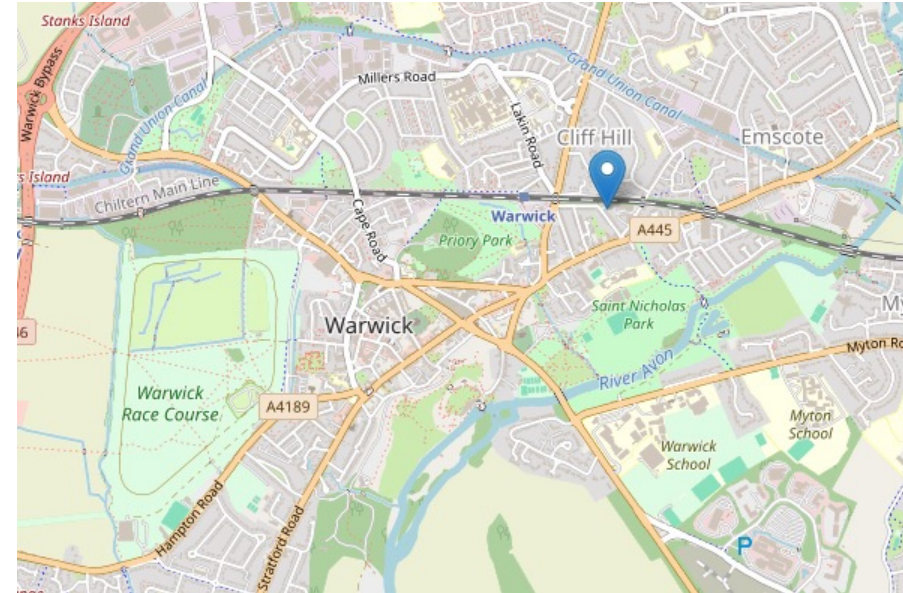 Stanks Island
Warwick Bypass
Grand Union Canal
Millers Road
Lakin Road
Grand Union Canal
Cliff Hill
Emscote
s Island
Chiltern Main Line
Cape Road
Warwick
A445
Priory Park
Saint Nicholas
Park
My
46
Warwick
Myton Ro
River Avon
Warwick
Race Course
A4189
Myton
School
Warwick
School
Hampton Road
Stratford Road
P